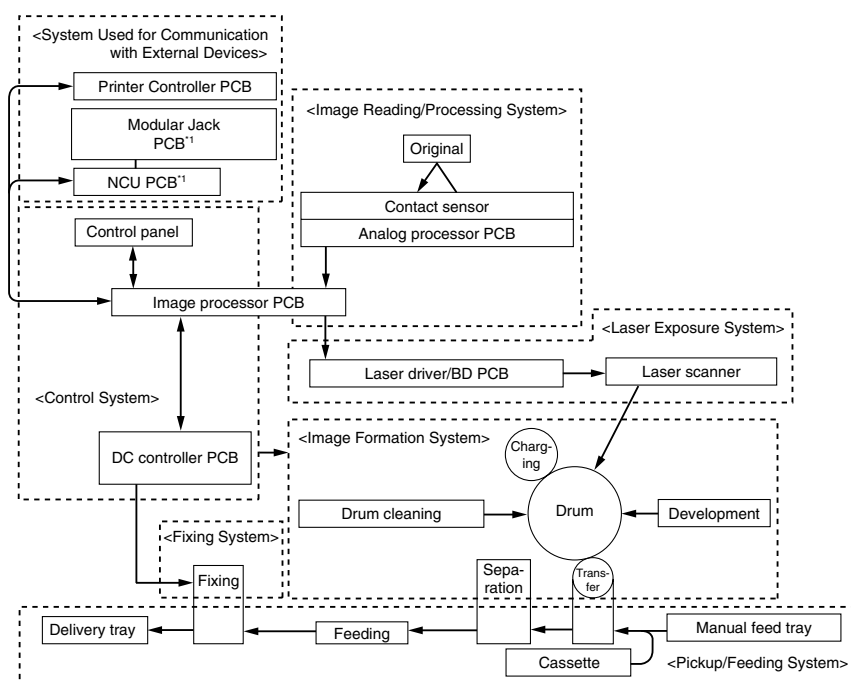 <System Used for Communication
with External Devices>
Printer Controller PCB
Modular Jack
PCB*1
NCU PCB*1
<Image Reading/Processing System>
Original
Contact sensor
Analog processor PCB
Control panel
Image processor PCB
<Control System>
DC controller PCB
<Laser Exposure System>
Laser driver/BD PCB
Laser scanner
<Image Formation System>
Charg-
ing
Drum cleaning
Drum
Development
<Fixing System>
Fixing
Sepa-
ration
Trans-
fer
Delivery tray
Feeding
Manual feed tray
Cassette
<Pickup/Feeding System>